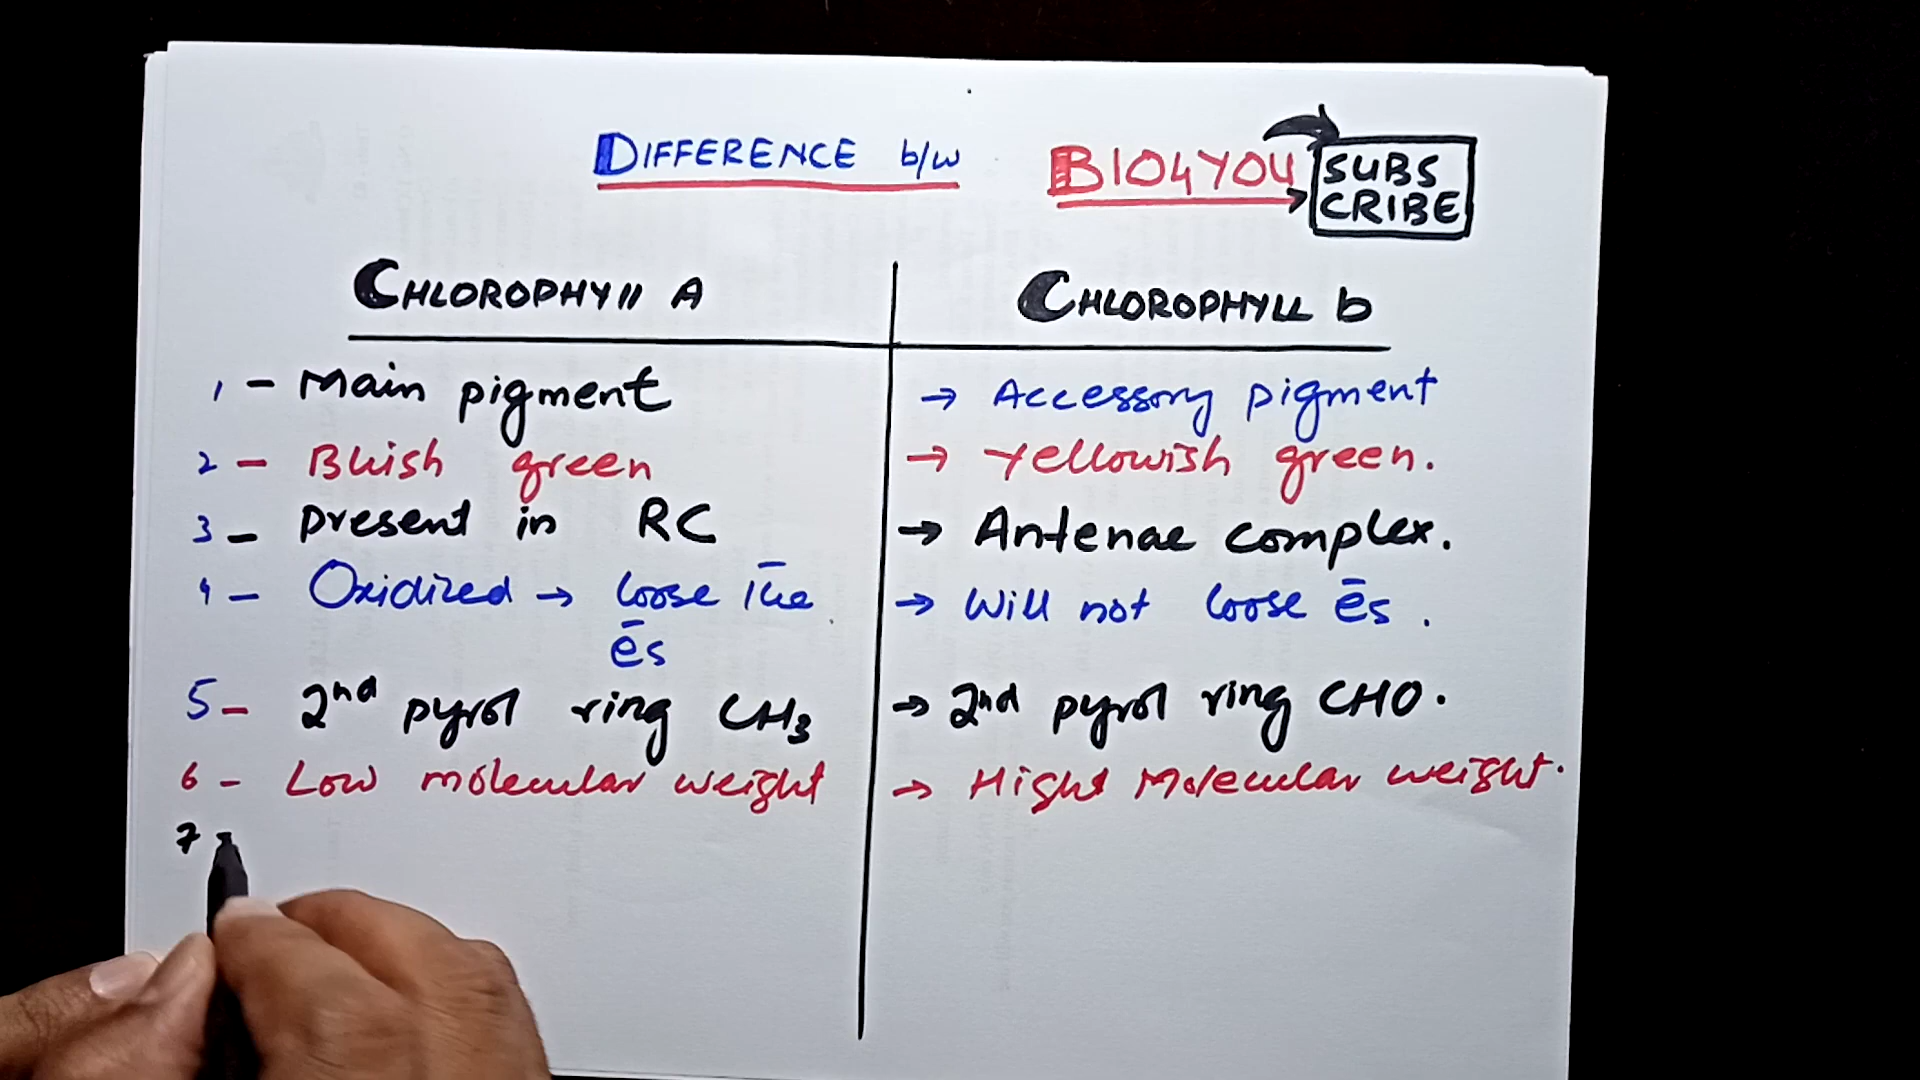 DIFFERENCE b/w
BIO4YOU
SUBS
CRIBE
CHLOROPHYll A
CHLOROPHYLL b
1 - Main pigment
→ Accessory pigment
2 - Bluish green
→ Yellowish green.
3 - present in RC
→ Antenae complex.
4 - Oxidized → loose the
ēs
→ Will not loose ēs.
5 - 2nd pyrol ring CH3
→ 2nd pyrol ring CHO.
6 - Low molecular weight
→ Hight Molecular weight.
7 -